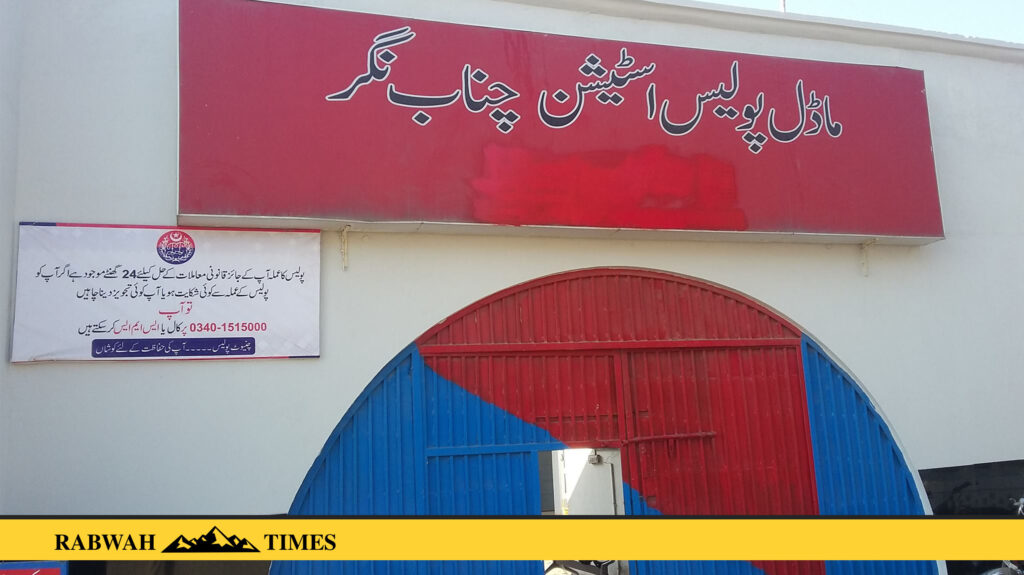 ماڈل پولیس اسٹیشن چناب نگر
پولیس کا عملہ آپ کے جائز قانونی معاملات کے حل کیلئے 24 گھنٹے موجود ہے اگر آپ کو
پولیس کے عملہ سے کوئی شکایت ہو یا آپ کوئی تجویز دینا چاہیں
تو آپ
0340-1515000 پر کال یا ایس ایم ایس کر سکتے ہیں
چنیوٹ پولیس ۔۔۔۔۔ آپ کی حفاظت کے لئے کوشاں
RABWAH TIMES